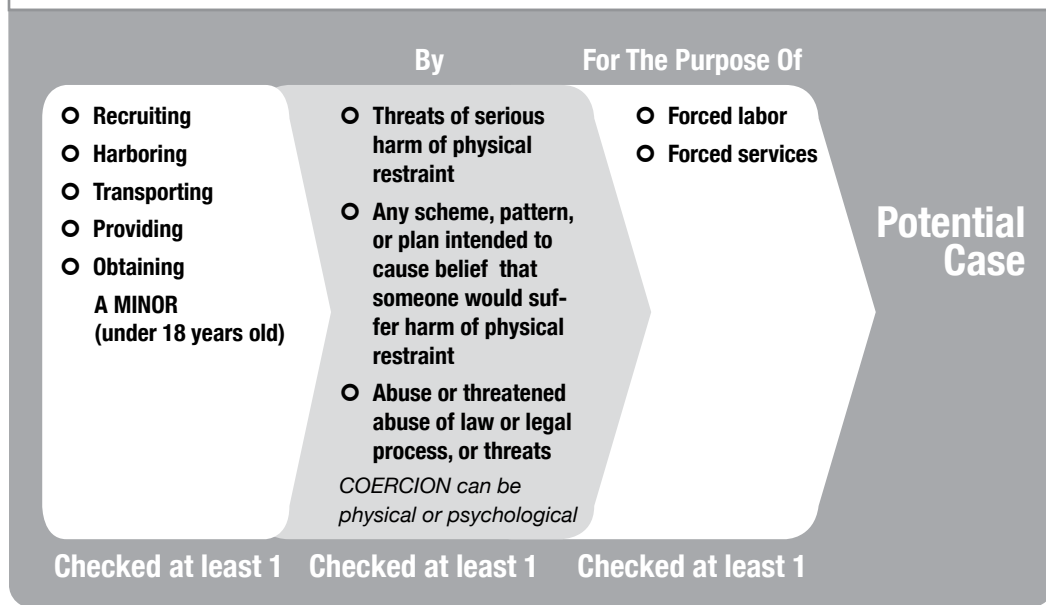 By
For The Purpose Of
Recruiting
Harboring
Transporting
Providing
Obtaining
A MINOR
(under 18 years old)
Threats of serious
harm of physical
restraint
Any scheme, pattern,
or plan intended to
cause belief that
someone would suf-
fer harm of physical
restraint
Abuse or threatened
abuse of law or legal
process, or threats
COERCION can be
physical or psychological
Forced labor
Forced services
Potential
Case
Checked at least 1
Checked at least 1
Checked at least 1